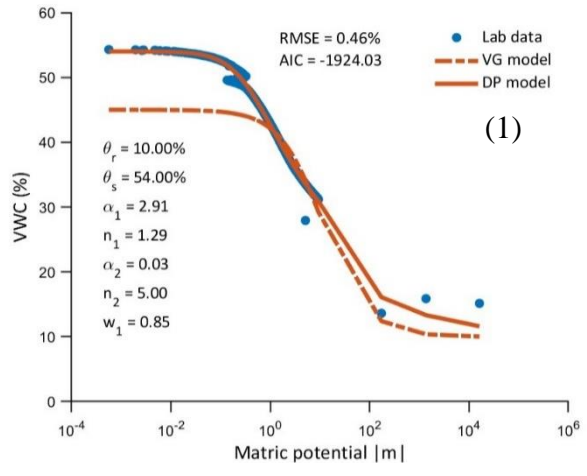 60
50
40
30
20
10
0
VWC (%)
RMSE = 0.46%
AIC = -1924.03
Lab data
VG model
DP model
(1)
θr = 10.00%
θs = 54.00%
α1 = 2.91
n1 = 1.29
α2 = 0.03
n2 = 5.00
w1 = 0.85
10-4 10-2 100 102 104 106
Matric potential |m|